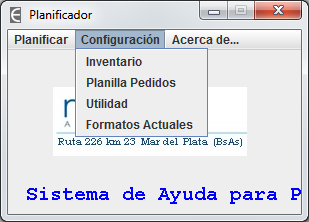 Planificador
Planificar Configuración Acerca de...
Inventario
Planilla Pedidos
Utilidad
Formatos Actuales
Ruta 226 km 23 Mar del Plata (BsAs)
Sistema de Ayuda para P